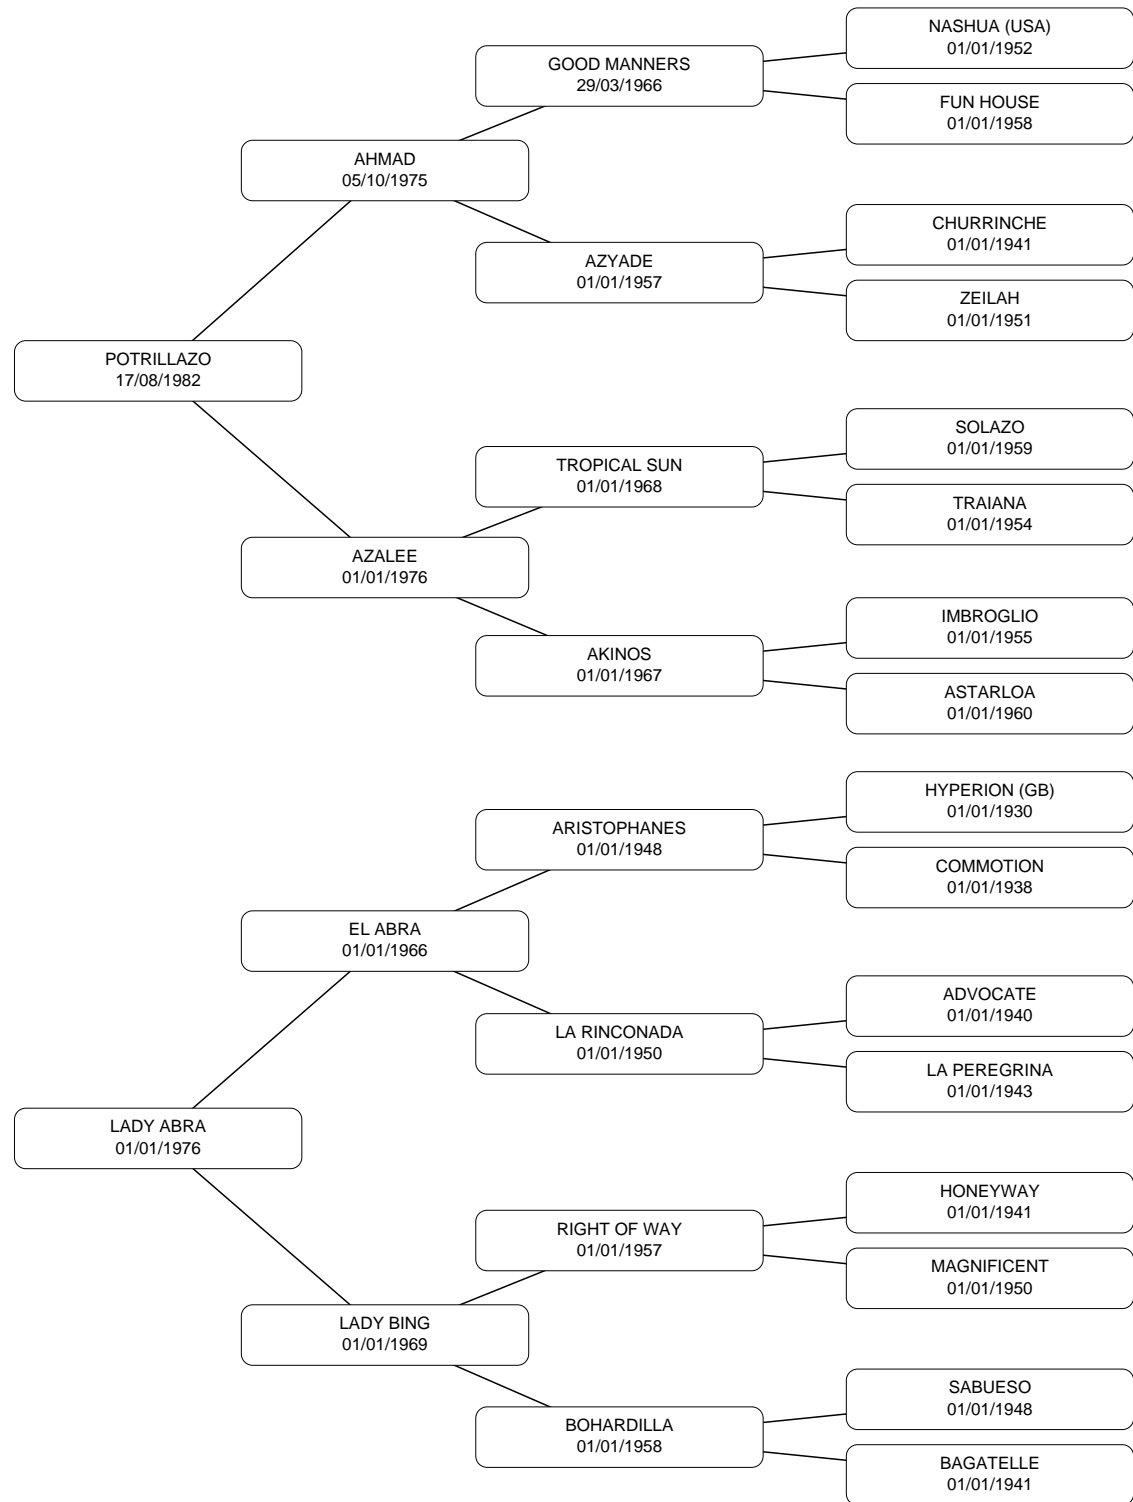 NASHUA (USA)
01/01/1952
GOOD MANNERS
29/03/1966
FUN HOUSE
01/01/1958
AHMAD
05/10/1975
CHURRINCHE
01/01/1941
AZYADE
01/01/1957
ZEILAH
01/01/1951
POTRILLAZO
17/08/1982
SOLAZO
01/01/1959
TROPICAL SUN
01/01/1968
TRAIANA
01/01/1954
AZALEE
01/01/1976
IMBROGLIO
01/01/1955
AKINOS
01/01/1967
ASTARLOA
01/01/1960
HYPERION (GB)
01/01/1930
ARISTOPHANES
01/01/1948
COMMOTION
01/01/1938
EL ABRA
01/01/1966
ADVOCATE
01/01/1940
LA RINCONADA
01/01/1950
LA PEREGRINA
01/01/1943
LADY ABRA
01/01/1976
HONEYWAY
01/01/1941
RIGHT OF WAY
01/01/1957
MAGNIFICENT
01/01/1950
LADY BING
01/01/1969
SABUESO
01/01/1948
BOHARDILLA
01/01/1958
BAGATELLE
01/01/1941